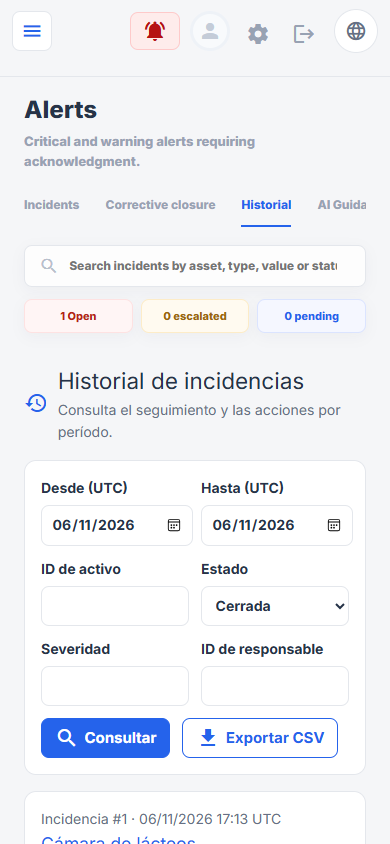 Alerts
Critical and warning alerts requiring
acknowledgment.
Incidents Corrective closure Historial AI Guida
Search incidents by asset, type, value or stat
1 Open 0 escalated 0 pending
Historial de incidencias
Consulta el seguimiento y las acciones por
período.
Desde (UTC) Hasta (UTC)
06/11/2026 06/11/2026
ID de activo Estado
Cerrada
Severidad ID de responsable
Consultar Exportar CSV
Incidencia #1 · 06/11/2026 17:13 UTC
Cámara de lácteos